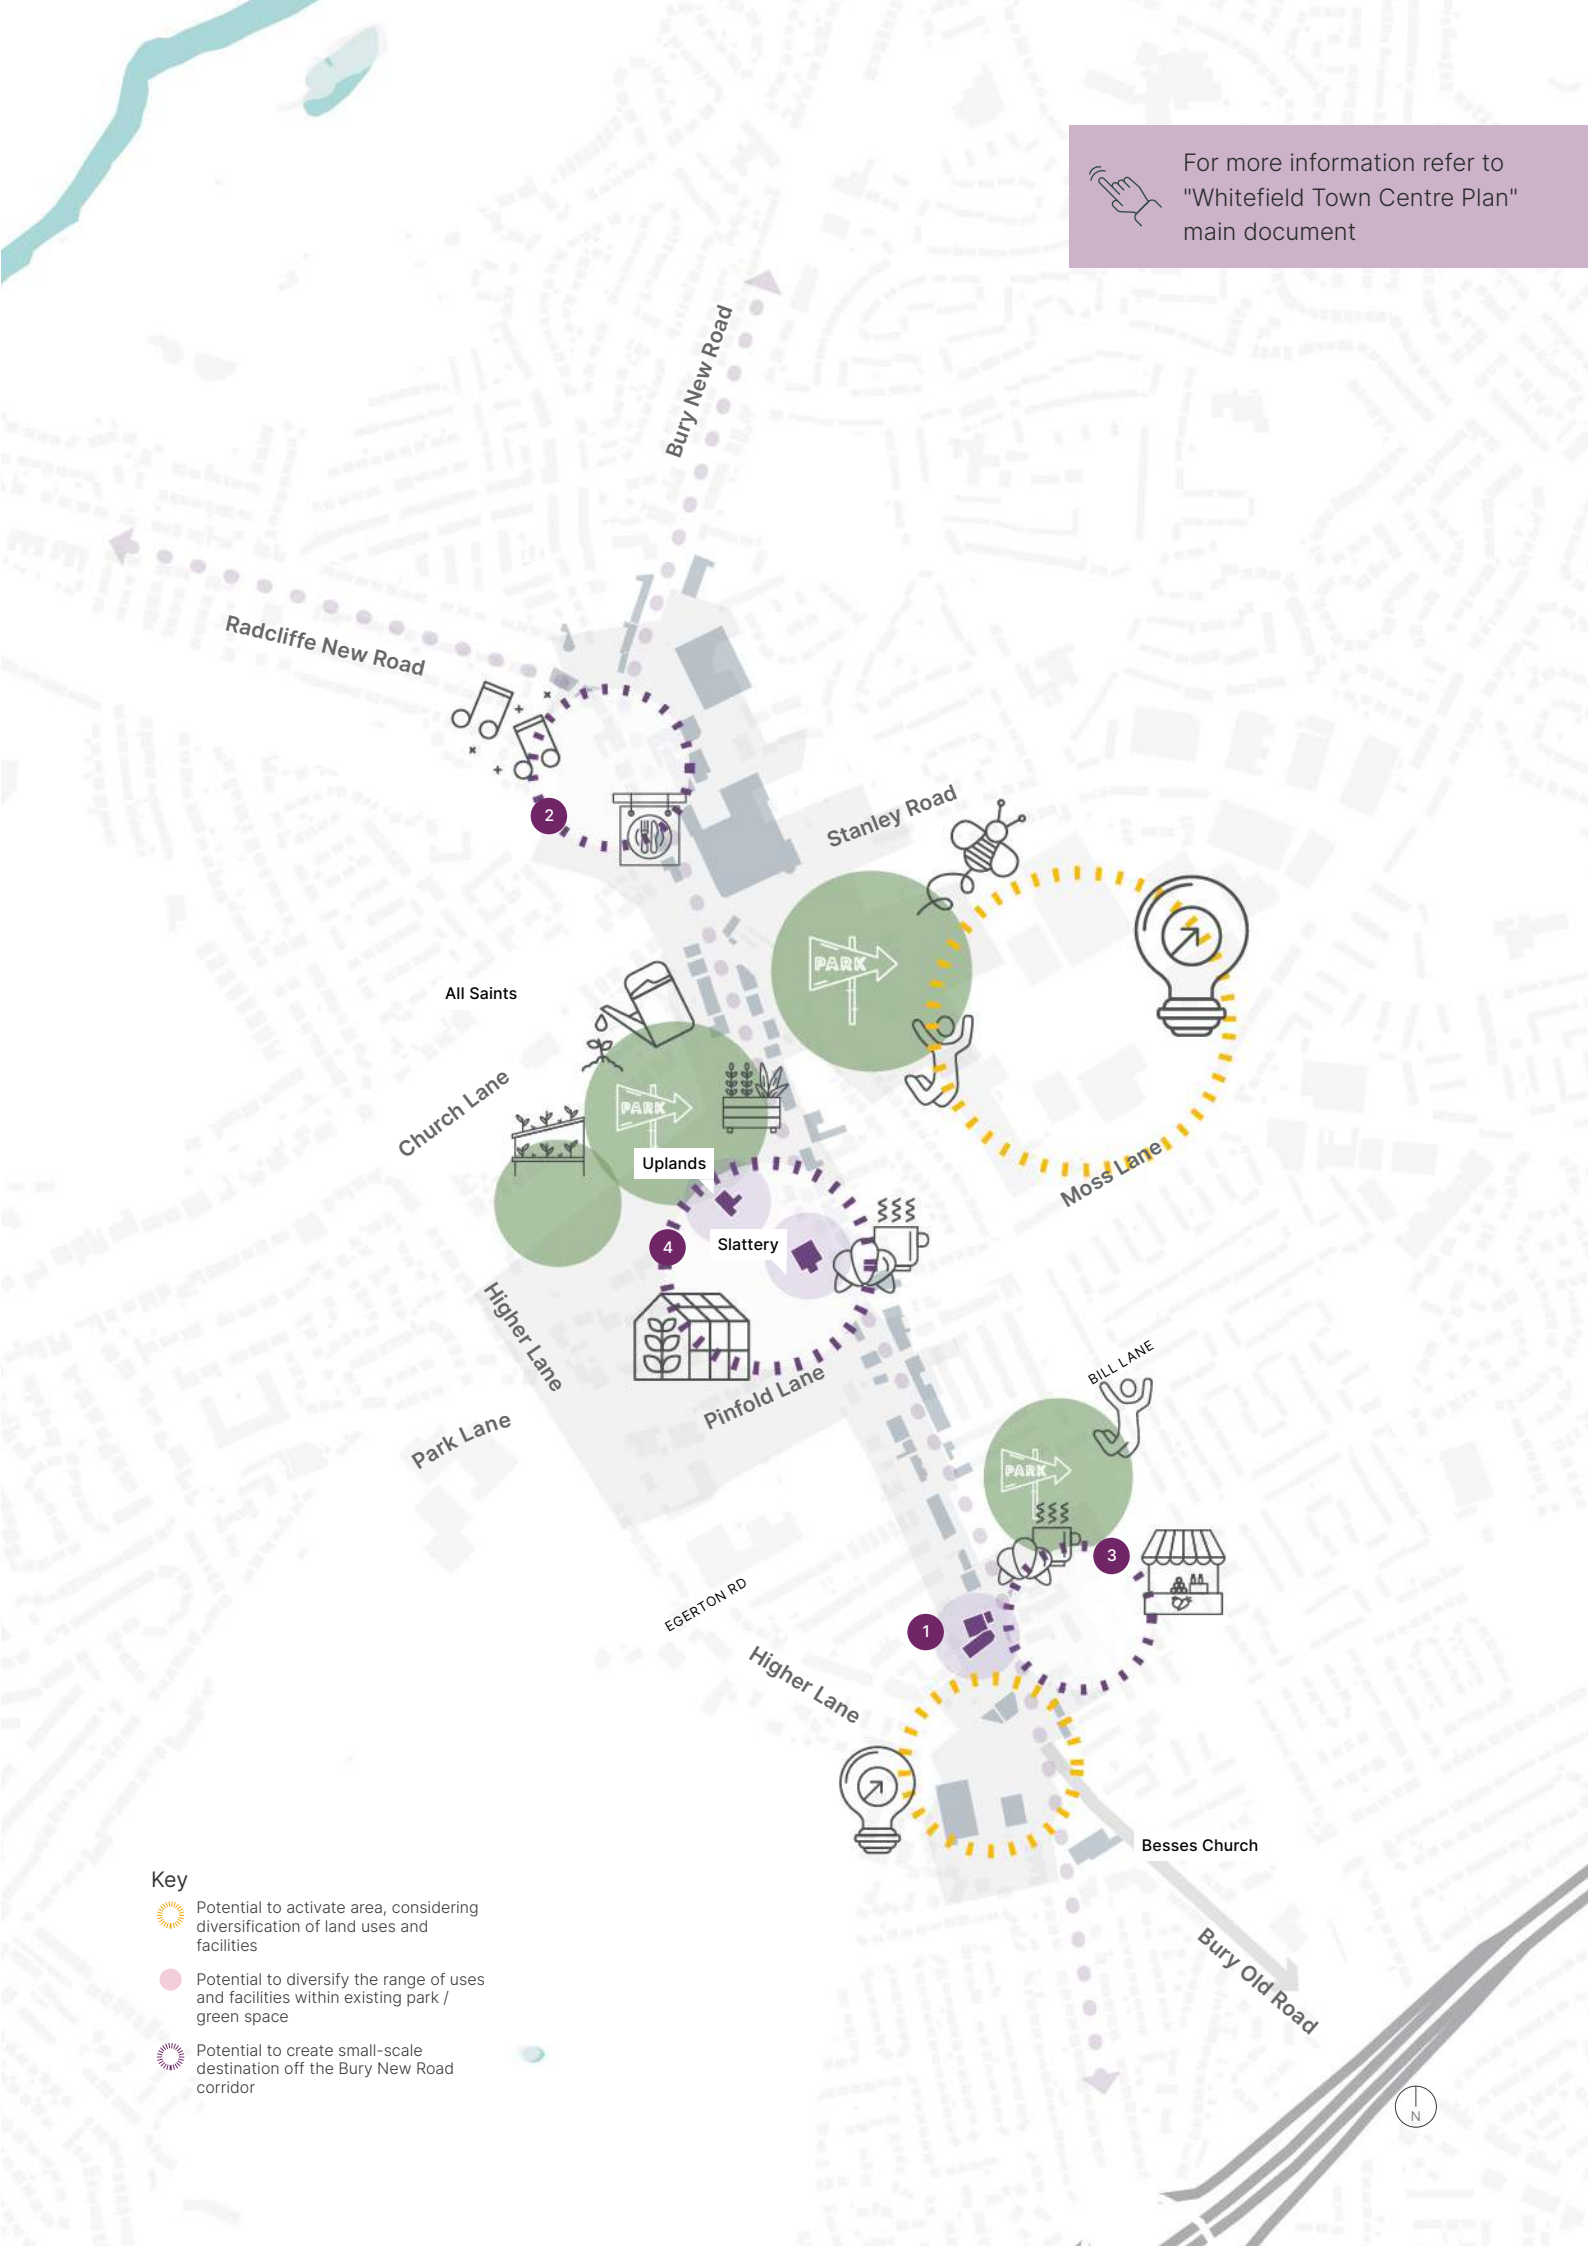 For more information refer to
"Whitefield Town Centre Plan"
main document
Bury New Road
Radcliffe New Road
Stanley Road
2
PARK
All Saints
Church Lane
PARK
Uplands
Moss Lane
4
Slattery
Higher Lane
BILL LANE
Pinfold Lane
Park Lane
PARK
3
EGERTON RD
1
Higher Lane
Besses Church
Key
Potential to activate area, considering
diversification of land uses and
facilities
Potential to diversify the range of uses
and facilities within existing park /
green space
Potential to create small-scale
destination off the Bury New Road
corridor
Bury Old Road
N